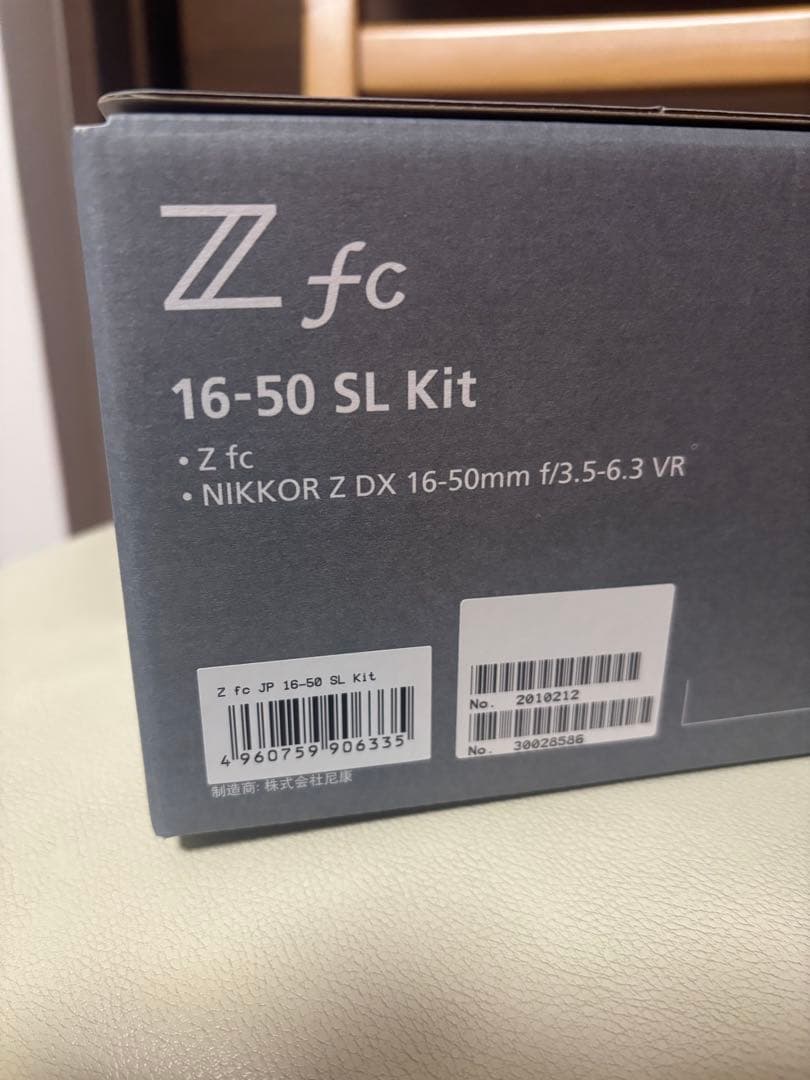 Z fc
16-50 SL Kit
• Z fc
• NIKKOR Z DX 16-50mm f/3.5-6.3 VR
Z fc JP 16-50 SL Kit
4 960759 906335
制造商: 株式会社尼康
No. 2010212
No. 30028586